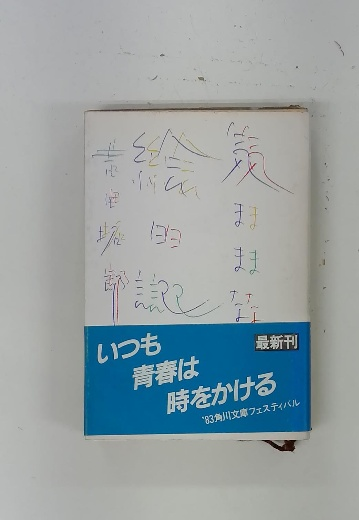 気ままな
絵日記
いつも
青春は
時をかける
最新刊
'83角川文庫フェスティバル